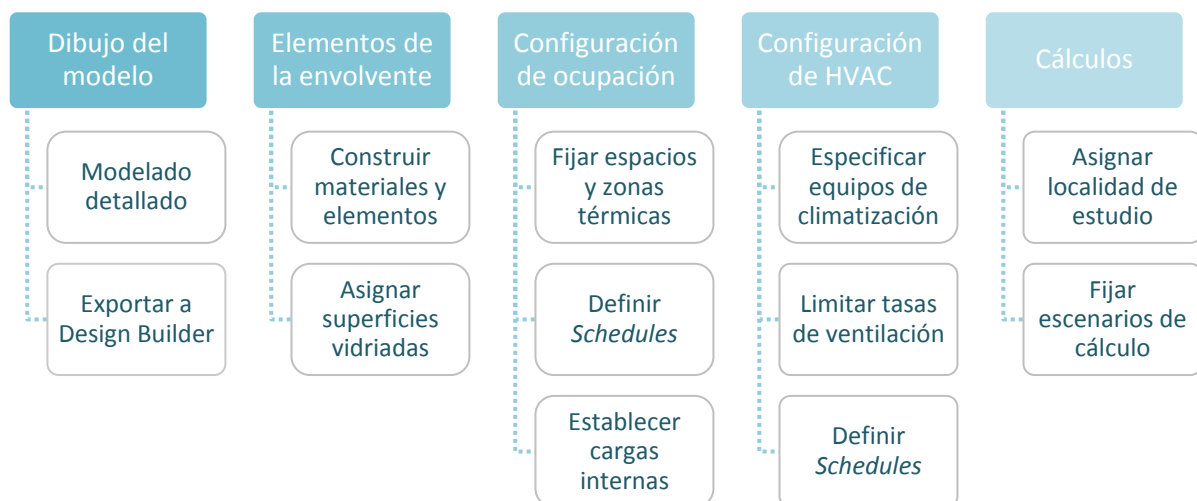 Dibujo del
modelo
Modelado
detallado
Exportar a
Design Builder
Elementos de
la envolvente
Construir
materiales y
elementos
Asignar
superficies
vidriadas
Configuración
de ocupación
Fijar espacios
y zonas
térmicas
Definir
Schedules
Establecer
cargas
internas
Configuración
de HVAC
Especificar
equipos de
climatización
Limitar tasas
de ventilación
Definir
Schedules
Cálculos
Asignar
localidad de
estudio
Fijar
escenarios de
cálculo